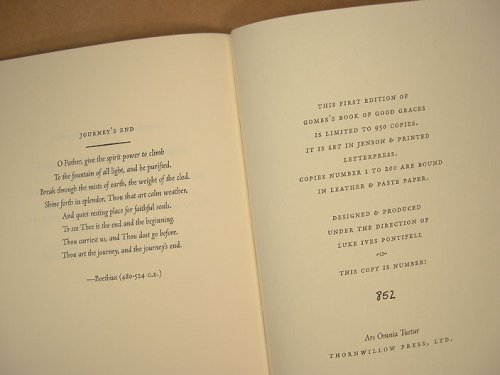 JOURNEY'S END
O Father, give the spirit power to climb
To the fountain of all light, and be purified.
Break through the mists of earth, the weight of the clod,
Shine forth in splendor, Thou that art calm weather,
And quiet resting place for faithful souls.
To see Thee is the end and the beginning.
Thou carriest us, and Thou dost go before,
Thou art the journey, and the journey's end.
—Boethius (480-524 C.E.)
THIS FIRST EDITION OF
GOMES'S BOOK OF GOOD GRACES
IS LIMITED TO 950 COPIES.
IT IS SET IN JENSON & PRINTED
LETTERPRESS.
COPIES NUMBER 1 TO 200 ARE BOUND
IN LEATHER & PASTE PAPER.
DESIGNED & PRODUCED
UNDER THE DIRECTION OF
LUKE IVES PONTIFELL
THIS COPY IS NUMBER:
852
Ars Omnia Tuetur
THORNWILLOW PRESS, LTD.